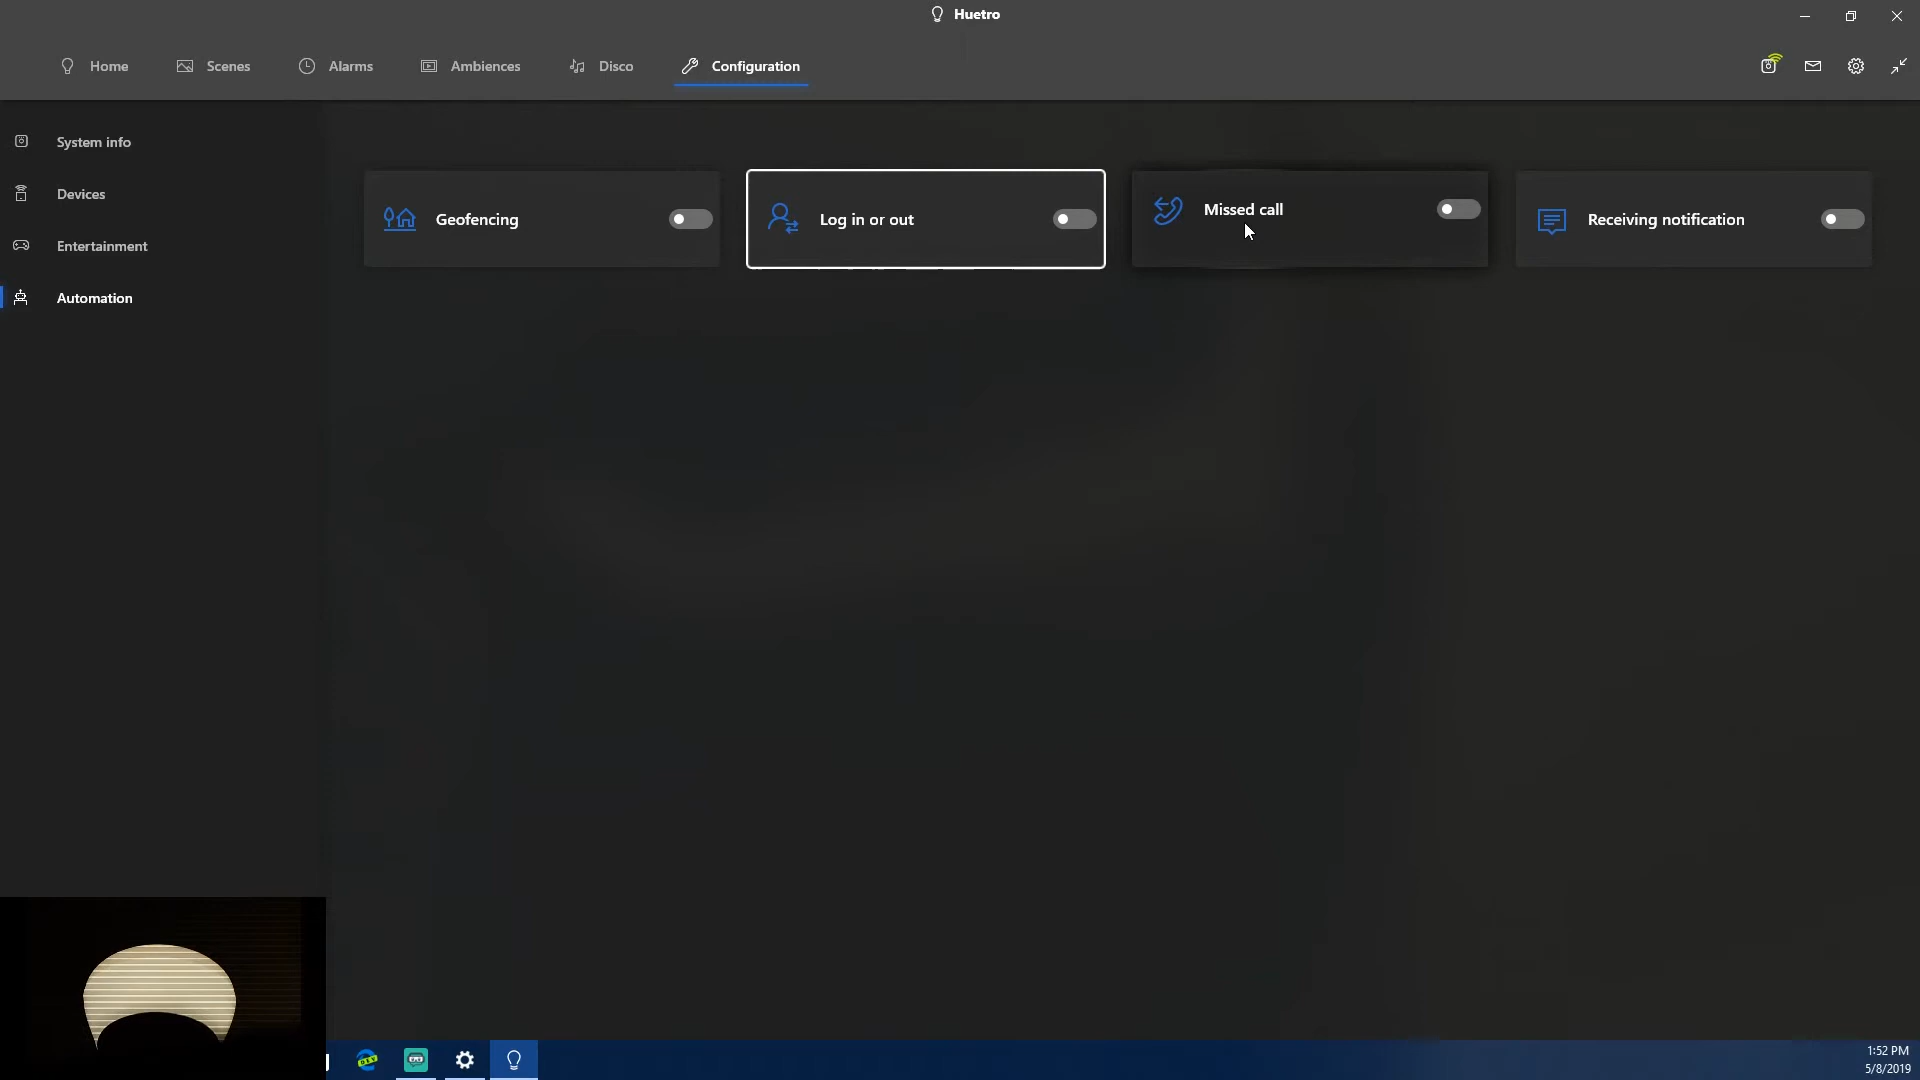 Huetro
Home
Scenes
Alarms
Ambiences
Disco
Configuration
System info
Devices
Entertainment
Automation
Geofencing
Log in or out
Missed call
Receiving notification
DEV
1:52 PM
5/8/2019